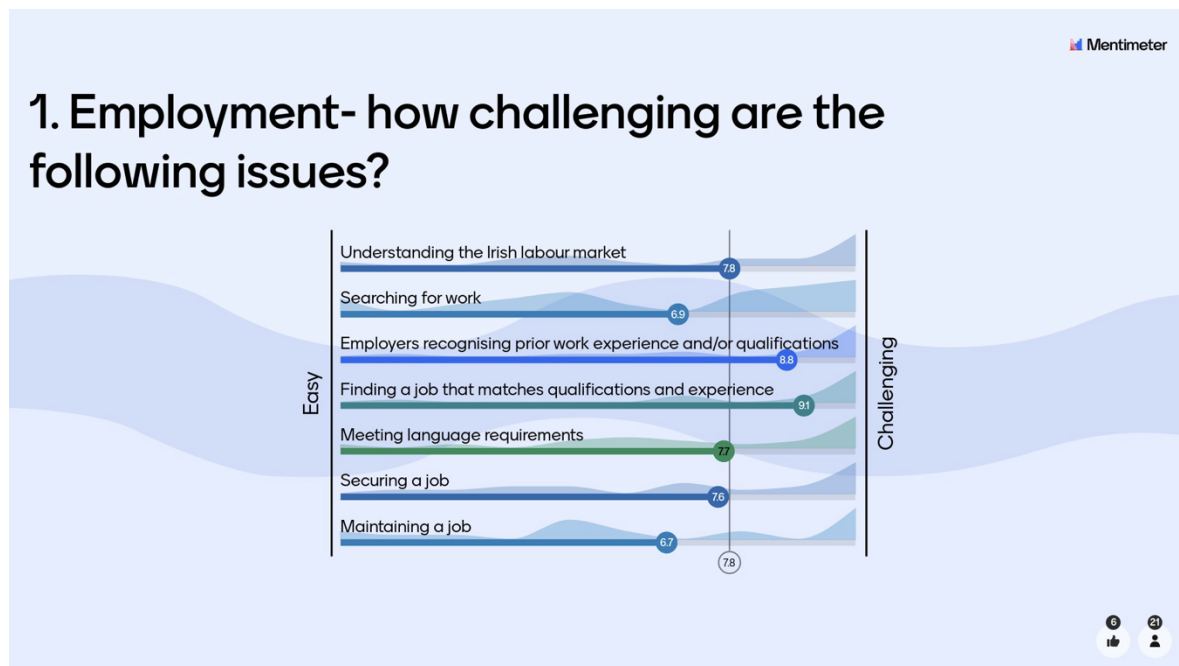 Mentimeter
1. Employment- how challenging are the
following issues?
Understanding the Irish labour market
7.8
Searching for work
6.9
Employers recognising prior work experience and/or qualifications
8.8
Finding a job that matches qualifications and experience
9.1
Meeting language requirements
7.7
Securing a job
7.6
Maintaining a job
6.7
7.8
Easy
Challenging
6
21